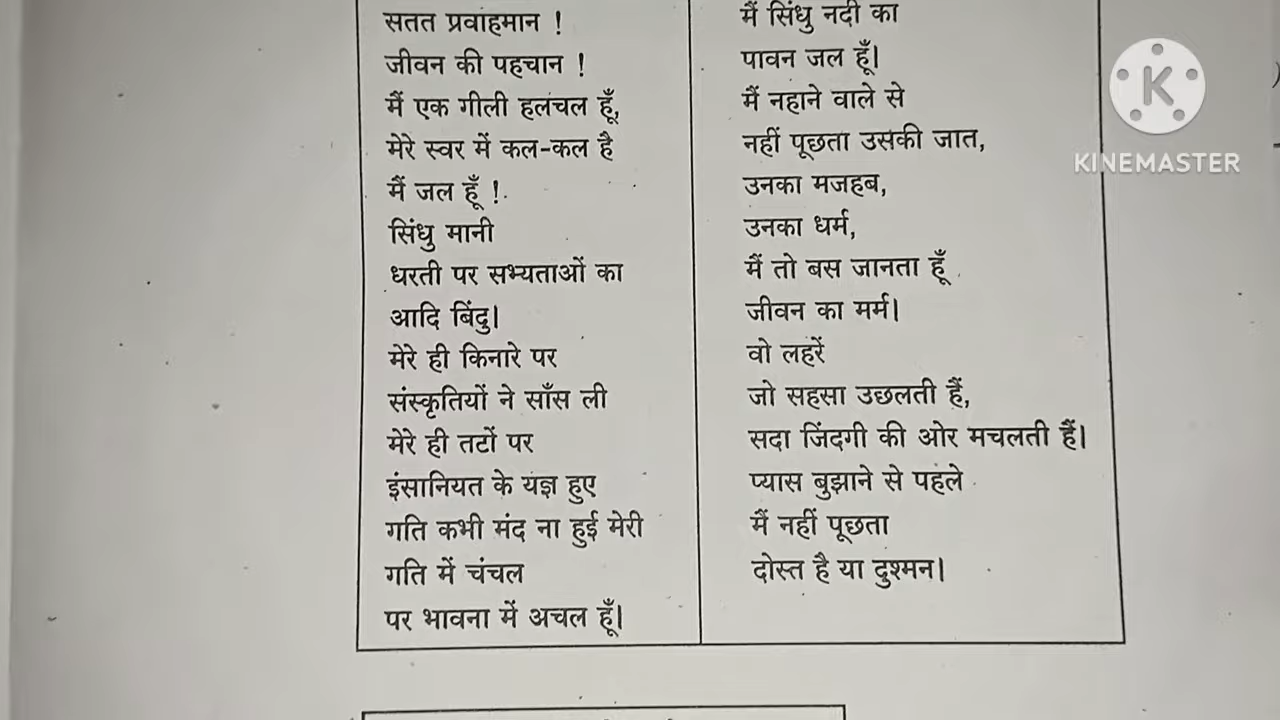 सतत प्रवाहमान !
जीवन की पहचान !
मैं एक गीली हलचल हूँ,
मेरे स्वर में कल-कल है
मैं जल हूँ !
सिंधु मानी
धरती पर सभ्यताओं का
आदि बिंदु।
मेरे ही किनारे पर
संस्कृतियों ने साँस ली
मेरे ही तटों पर
इंसानियत के यज्ञ हुए
गति कभी मंद ना हुई मेरी
गति में चंचल
पर भावना में अचल हूँ।
मैं सिंधु नदी का
पावन जल हूँ।
मैं नहाने वाले से
नहीं पूछता उसकी जात,
उनका मजहब,
उनका धर्म,
मैं तो बस जानता हूँ
जीवन का मर्म।
वो लहरें
जो सहसा उछलती हैं,
सदा जिंदगी की ओर मचलती हैं।
प्यास बुझाने से पहले
मैं नहीं पूछता
दोस्त है या दुश्मन।
K
KINEMASTER